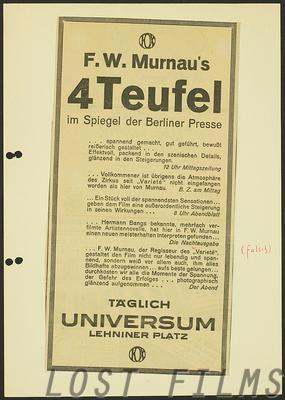 F. W. Murnau's
4 Teufel
im Spiegel der Berliner Presse
. . . spannend gemacht, gut geführt, bewußt
reißerisch gestaltet . . .
Effektvoll, packend in den szenischen Details,
glänzend in den Steigerungen.
12 Uhr Mittagszeitung
. . . Vollkommener ist übrigens die Atmosphäre
des Zirkus seit „Varieté" nicht eingefangen
worden als hier von Murnau. B. Z. am Mittag
... Ein Stück voll der spannendsten Sensationen...
geben dem Film eine außerordentliche Steigerung
in seinen Wirkungen . . . 8 Uhr Abendblatt
. . . Hermann Bangs bekannte, mehrfach ver-
filmte Artistennovelle, hat hier in F. W. Murnau
einen neuen meisterhaften Interpreten gefunden...
Die Nachtausgabe
. . . F. W. Murnau, der Regisseur des „Varieté",
gestaltet den Film nicht nur lebendig und span-
nend, sondern weiß vor allem auch, ihm alles
Bildhafte abzugewinnen... aufs beste gelungen...
durchkosten wir alle die Momente der Spannung,
der Gefahr des Erfolges . . . photographisch
glänzend aufgenommen . . . Der Abend
(falsch)
TÄGLICH
UNIVERSUM
LEHNINER PLATZ
LOST FILMS